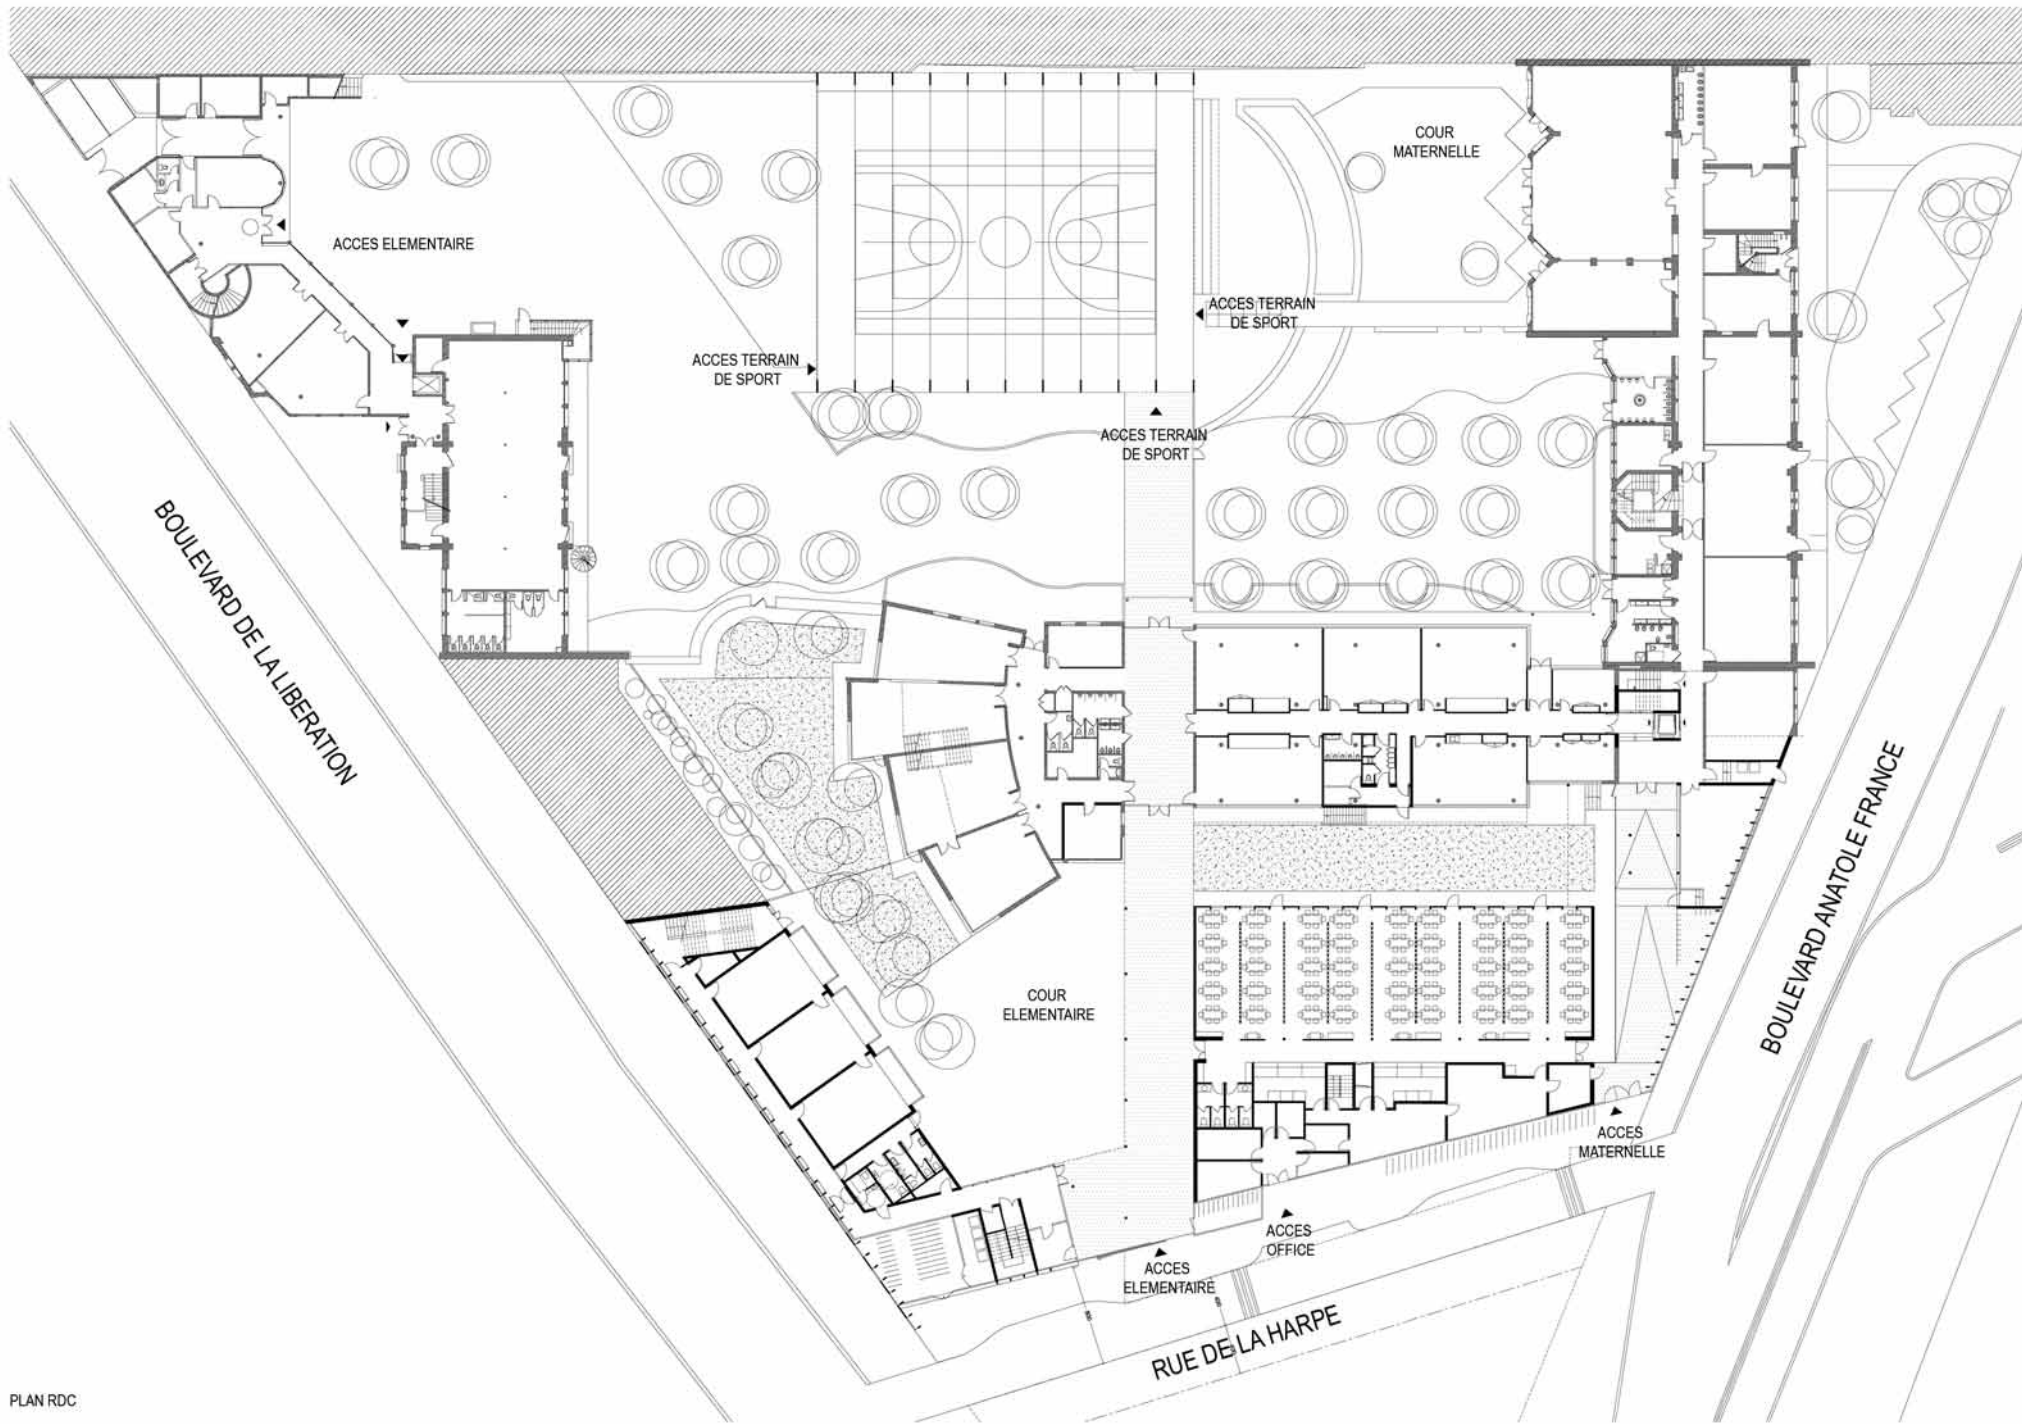 COUR
MATERNELLE
ACCES ELEMENTAIRE
ACCES TERRAIN
DE SPORT
ACCES TERRAIN
DE SPORT
ACCES TERRAIN
DE SPORT
BOULEVARD DE LA LIBERATION
BOULEVARD ANATOLE FRANCE
COUR
ELEMENTAIRE
ACCES
MATERNELLE
ACCES
OFFICE
ACCES
ELEMENTAIRE
RUE DE LA HARPE
PLAN RDC